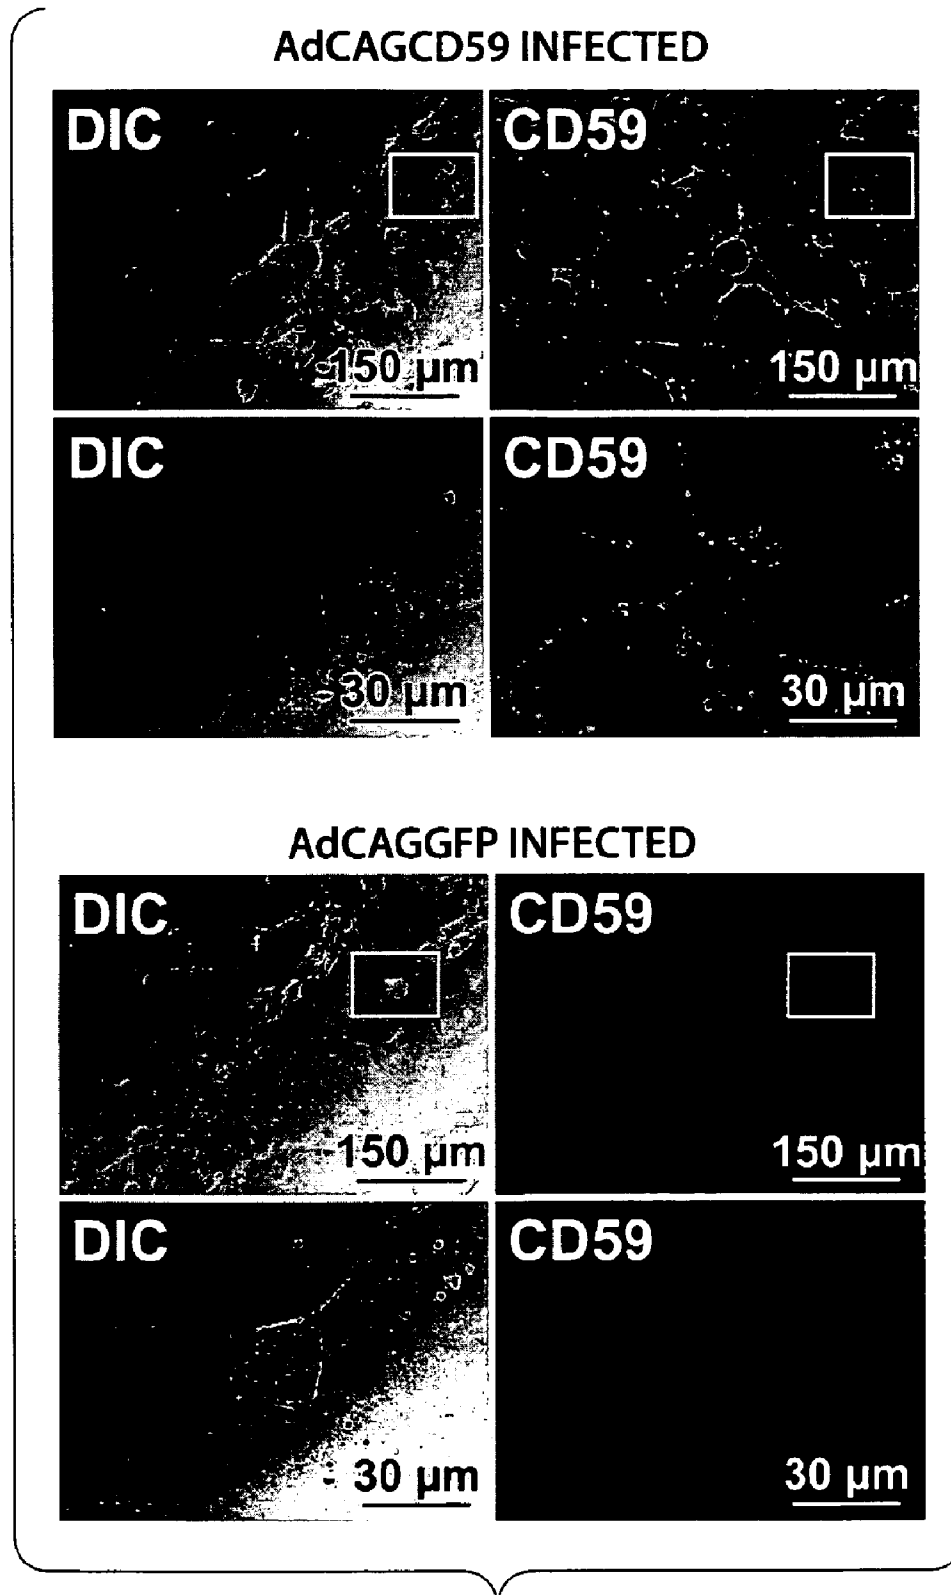 AdCAGCD59 INFECTED
DIC
CD59
150 µm
150 µm
DIC
CD59
30 µm
30 µm
AdCAGGFP INFECTED
DIC
CD59
150 µm
150 µm
DIC
CD59
30 µm
30 µm